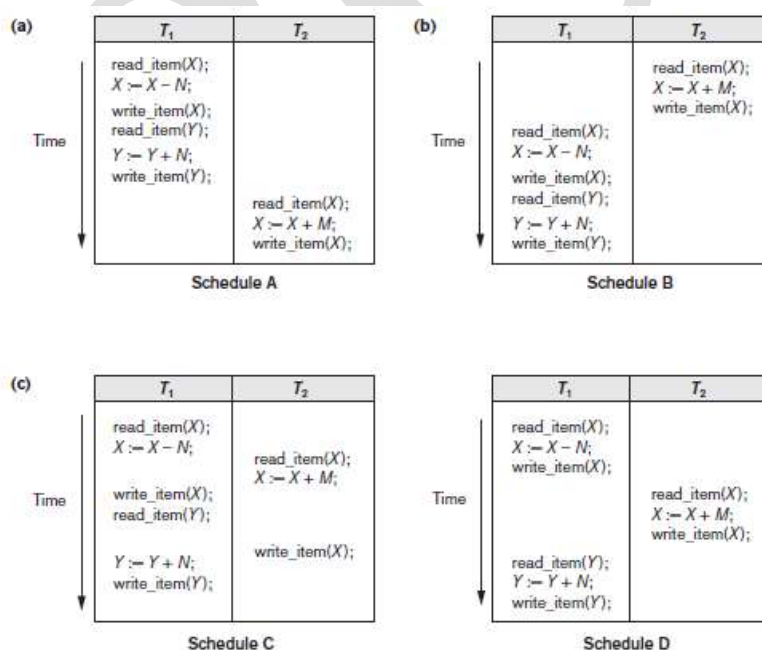 (a)
T1 T2
Time
read_item(X);
X := X – N;
write_item(X);
read_item(Y);
Y := Y + N;
write_item(Y);
read_item(X);
X := X + M;
write_item(X);
Schedule A
(b)
T1 T2
Time
read_item(X);
X := X + M;
write_item(X);
read_item(X);
X := X – N;
write_item(X);
read_item(Y);
Y := Y + N;
write_item(Y);
Schedule B
(c)
T1 T2
Time
read_item(X);
X := X – N;
read_item(X);
X := X + M;
write_item(X);
read_item(Y);
write_item(X);
Y := Y + N;
write_item(Y);
Schedule C
T1 T2
Time
read_item(X);
X := X – N;
write_item(X);
read_item(X);
X := X + M;
write_item(X);
read_item(Y);
Y := Y + N;
write_item(Y);
Schedule D